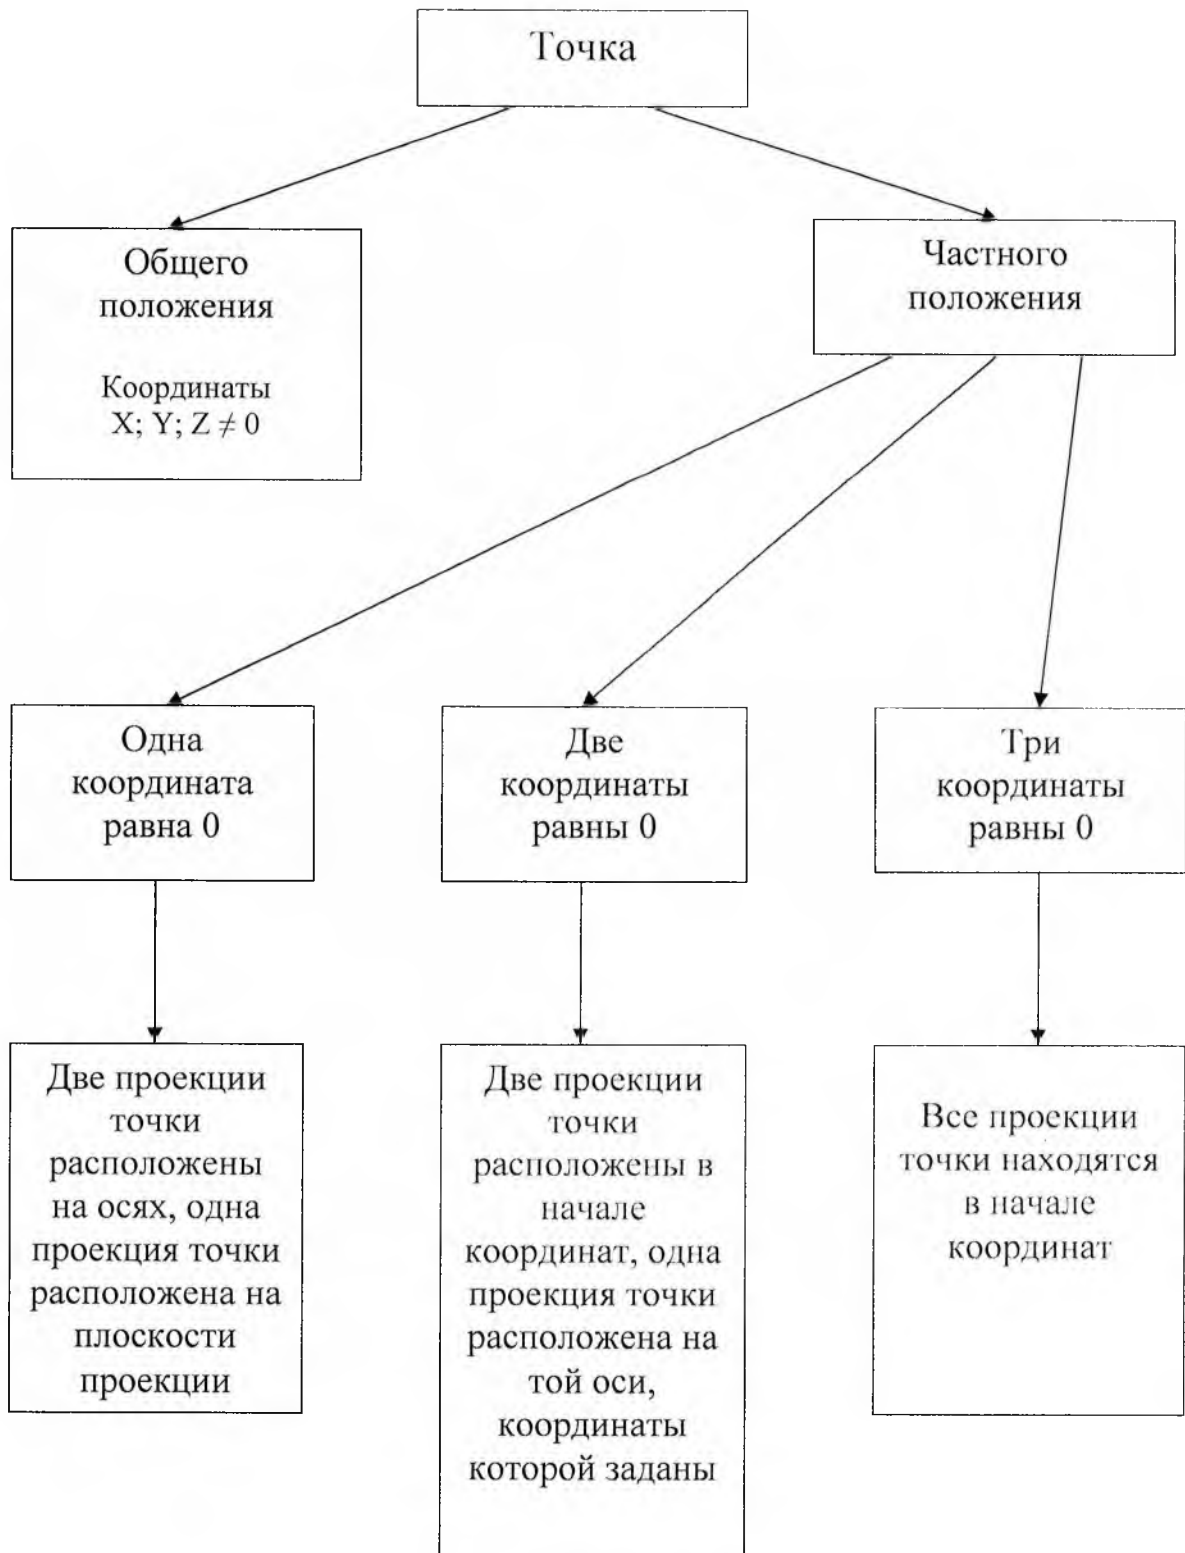 Точка
Общего
положения
Координаты
X; Y; Z ≠ 0
Частного
положения
Одна
координата
равна 0
Две
координаты
равны 0
Три
координаты
равны 0
Две проекции
точки
расположены
на осях, одна
проекция точки
расположена на
плоскости
проекции
Две проекции
точки
расположены в
начале
координат, одна
проекция точки
расположена на
той оси,
координаты
которой заданы
Все проекции
точки находятся
в начале
координат